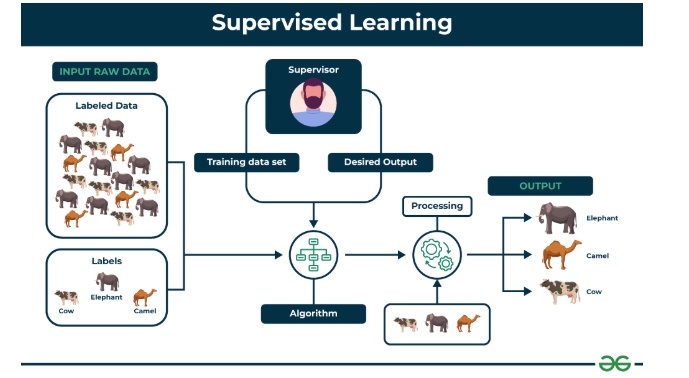 Supervised Learning
INPUT RAW DATA
Labeled Data
Supervisor
Training data set
Desired Output
Processing
OUTPUT
Elephant
Camel
Cow
Labels
Elephant
Cow
Camel
Algorithm